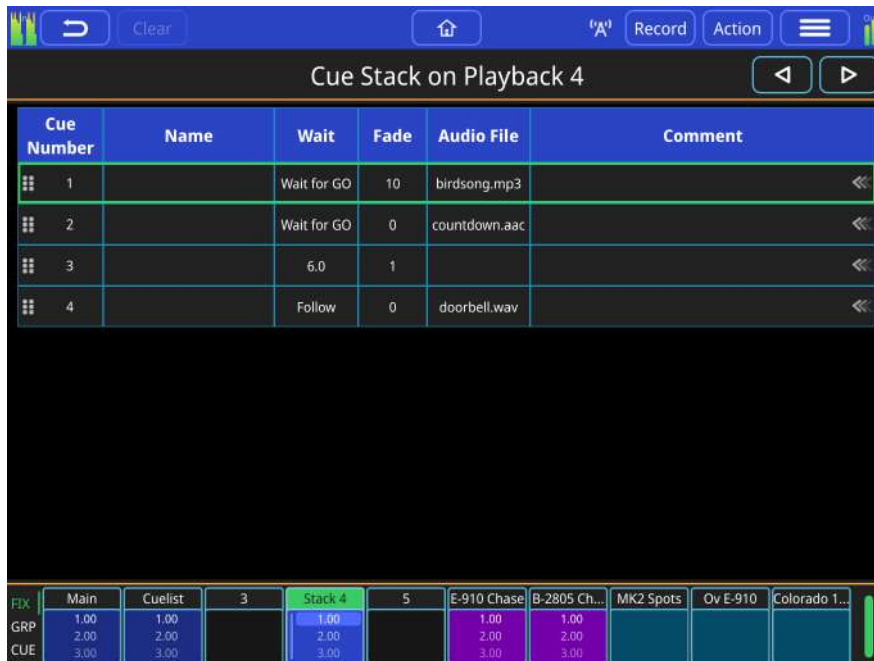 Clear
"A"
Record
Action
Cue Stack on Playback 4
Cue Number Name Wait Fade Audio File Comment
1 Wait for GO 10 birdsong.mp3
2 Wait for GO 0 countdown.aac
3 6.0 1
4 Follow 0 doorbell.wav
FIX Main Cuelist 3 Stack 4 5 E-910 Chase B-2805 Ch... MK2 Spots Ov E-910 Colorado 1...
GRP 1.00 1.00 1.00 1.00 1.00
2.00 2.00 2.00 2.00 2.00
CUE 3.00 3.00 3.00 3.00 3.00